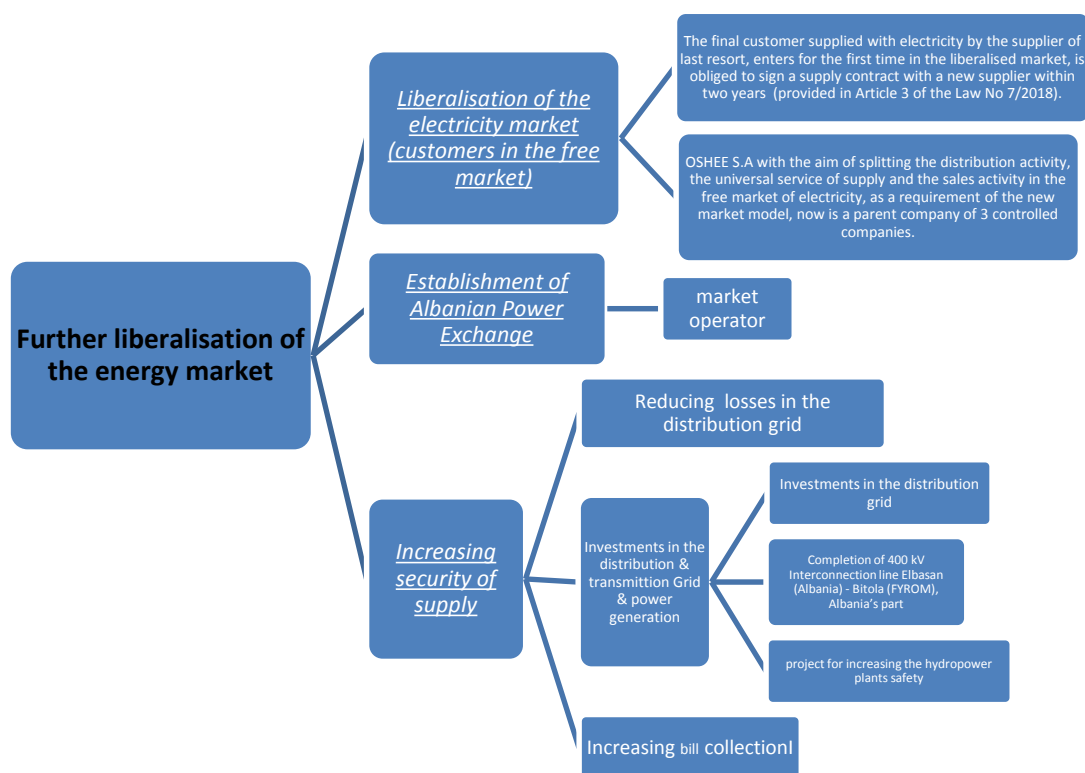 Further liberalisation of
the energy market
Liberalisation of the
electricity market
(customers in the free
market)
The final customer supplied with electricity by the supplier of
last resort, enters for the first time in the liberalised market, is
obliged to sign a supply contract with a new supplier within
two years (provided in Article 3 of the Law No 7/2018).
OSHEE S.A with the aim of splitting the distribution activity,
the universal service of supply and the sales activity in the
free market of electricity, as a requirement of the new
market model, now is a parent company of 3 controlled
companies.
Establishment of
Albanian Power
Exchange
market
operator
Increasing
security of
supply
Reducing losses in the
distribution grid
Investments in the
distribution &
transmittion Grid
& power
generation
Investments in the distribution
grid
Completion of 400 kV
Interconnection line Elbasan
(Albania) - Bitola (FYROM),
Albania's part
project for increasing the hydropower
plants safety
Increasing bill collectionI